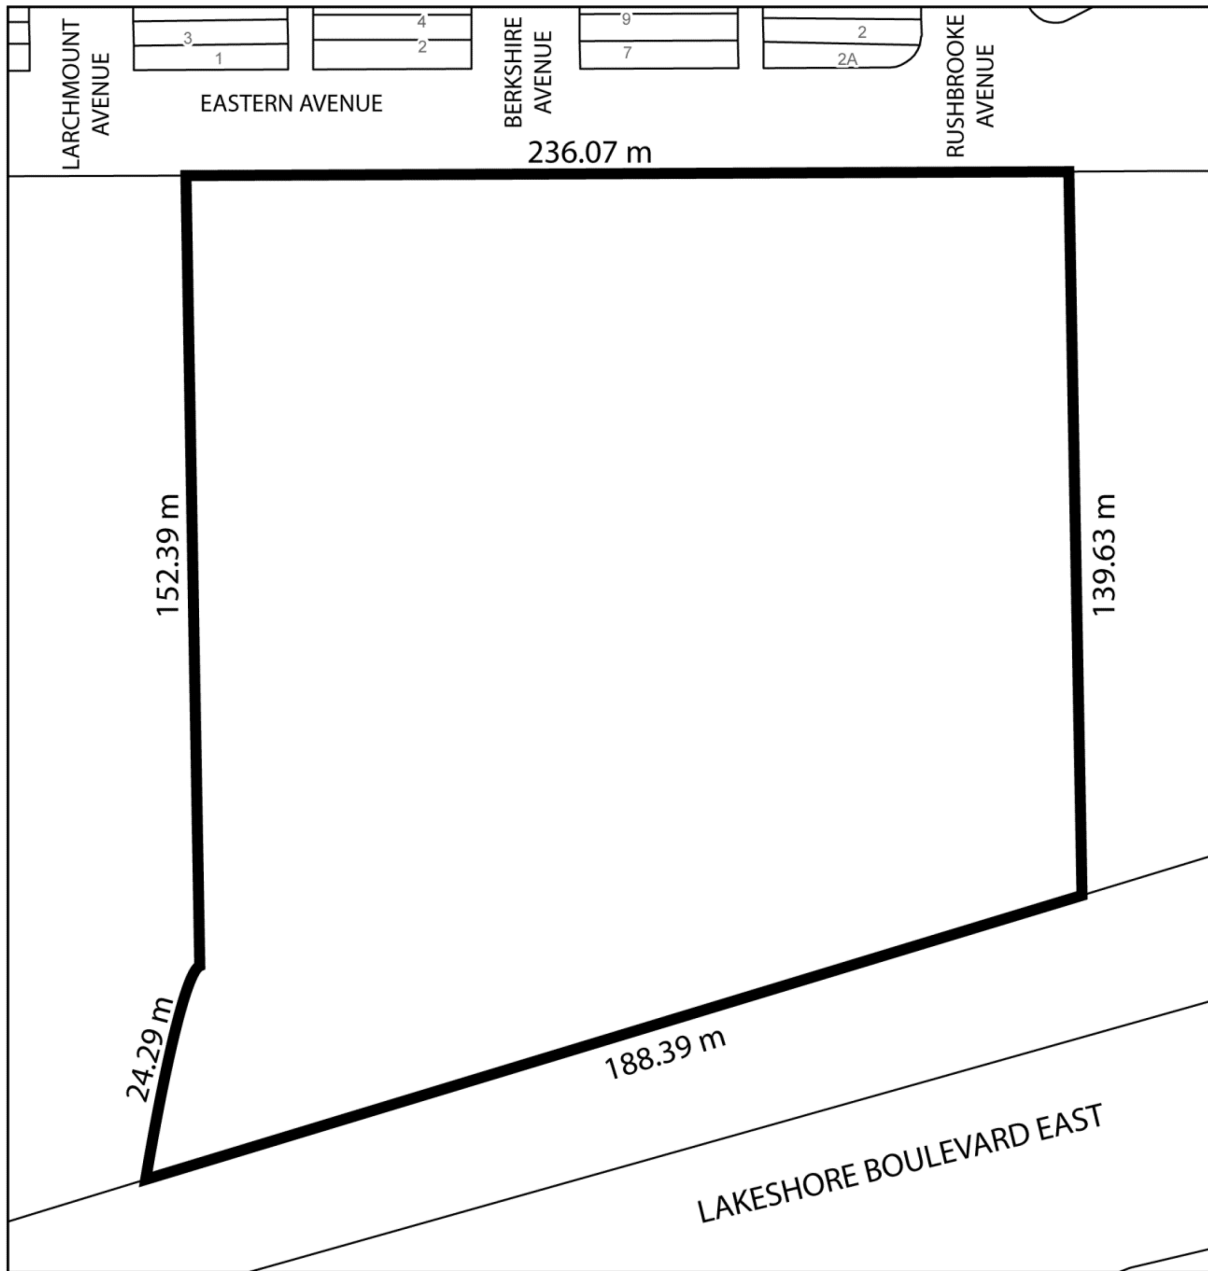 3
1
4
2
9
7
2
2A
LARCHMOUNT
AVENUE
EASTERN AVENUE
BERKSHIRE
AVENUE
RUSHBROOKE
AVENUE
236.07 m
152.39 m
139.63 m
24.29 m
188.39 m
LAKESHORE BOULEVARD EAST